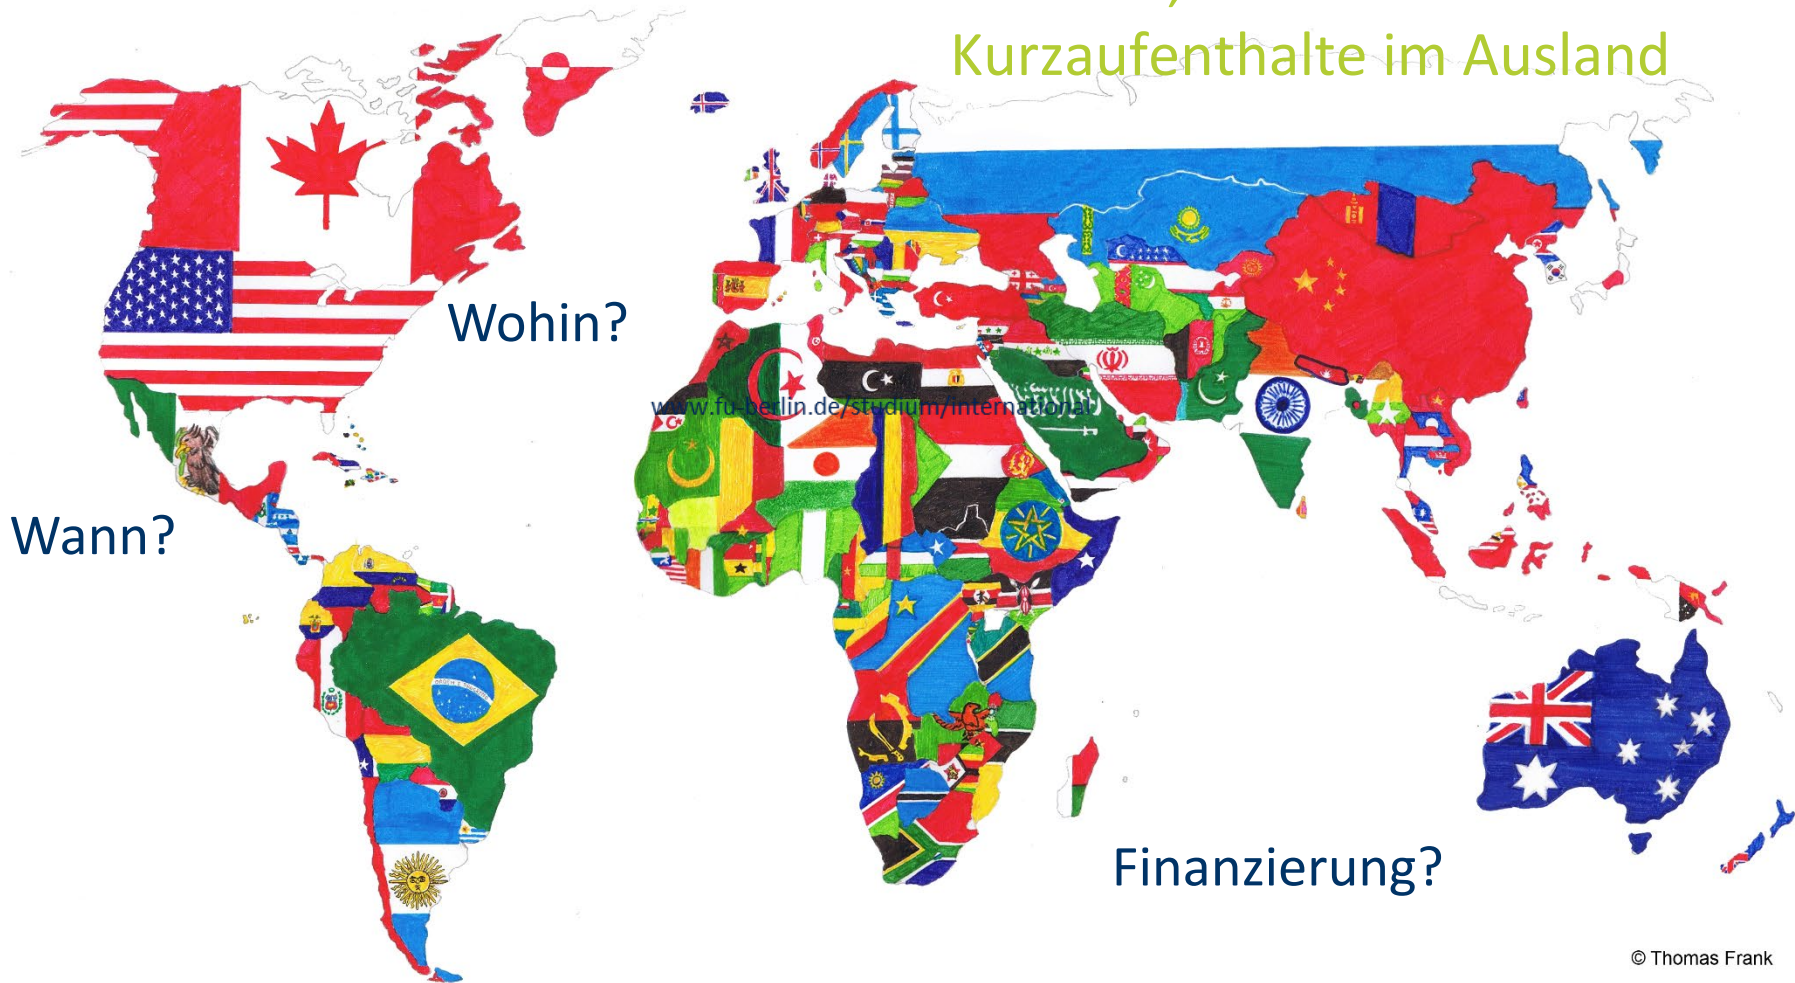 Kurzaufenthalte im Ausland
Wohin?
www.fu-berlin.de/studium/international
Wann?
Finanzierung?
© Thomas Frank